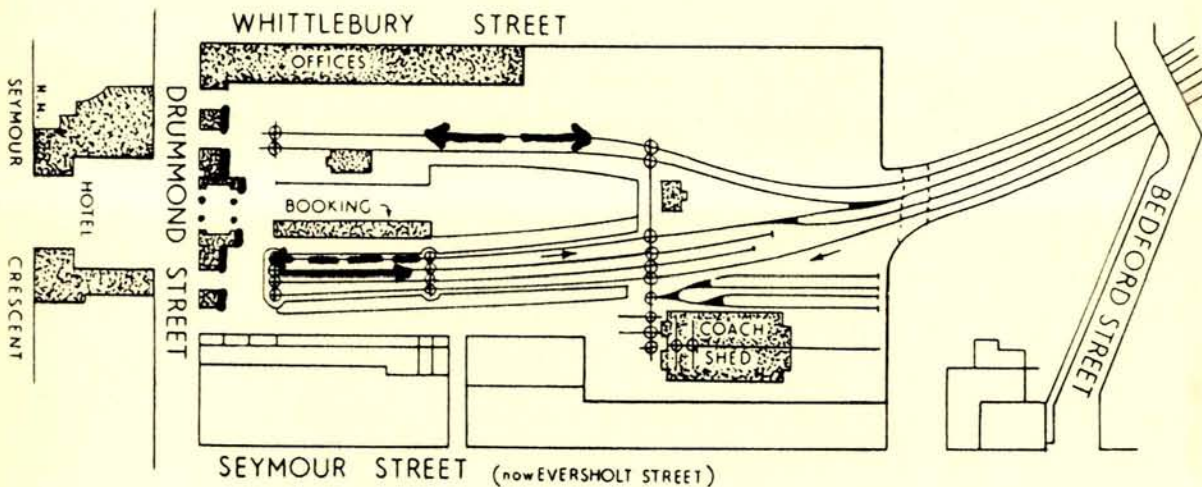 WHITTLEBURY STREET
OFFICES
SEYMOUR
CRESCENT
N.H.
HOTEL
DRUMMOND STREET
BOOKING
COACH
SHED
BEDFORD STREET
SEYMOUR STREET (now EVERSHOLT STREET)